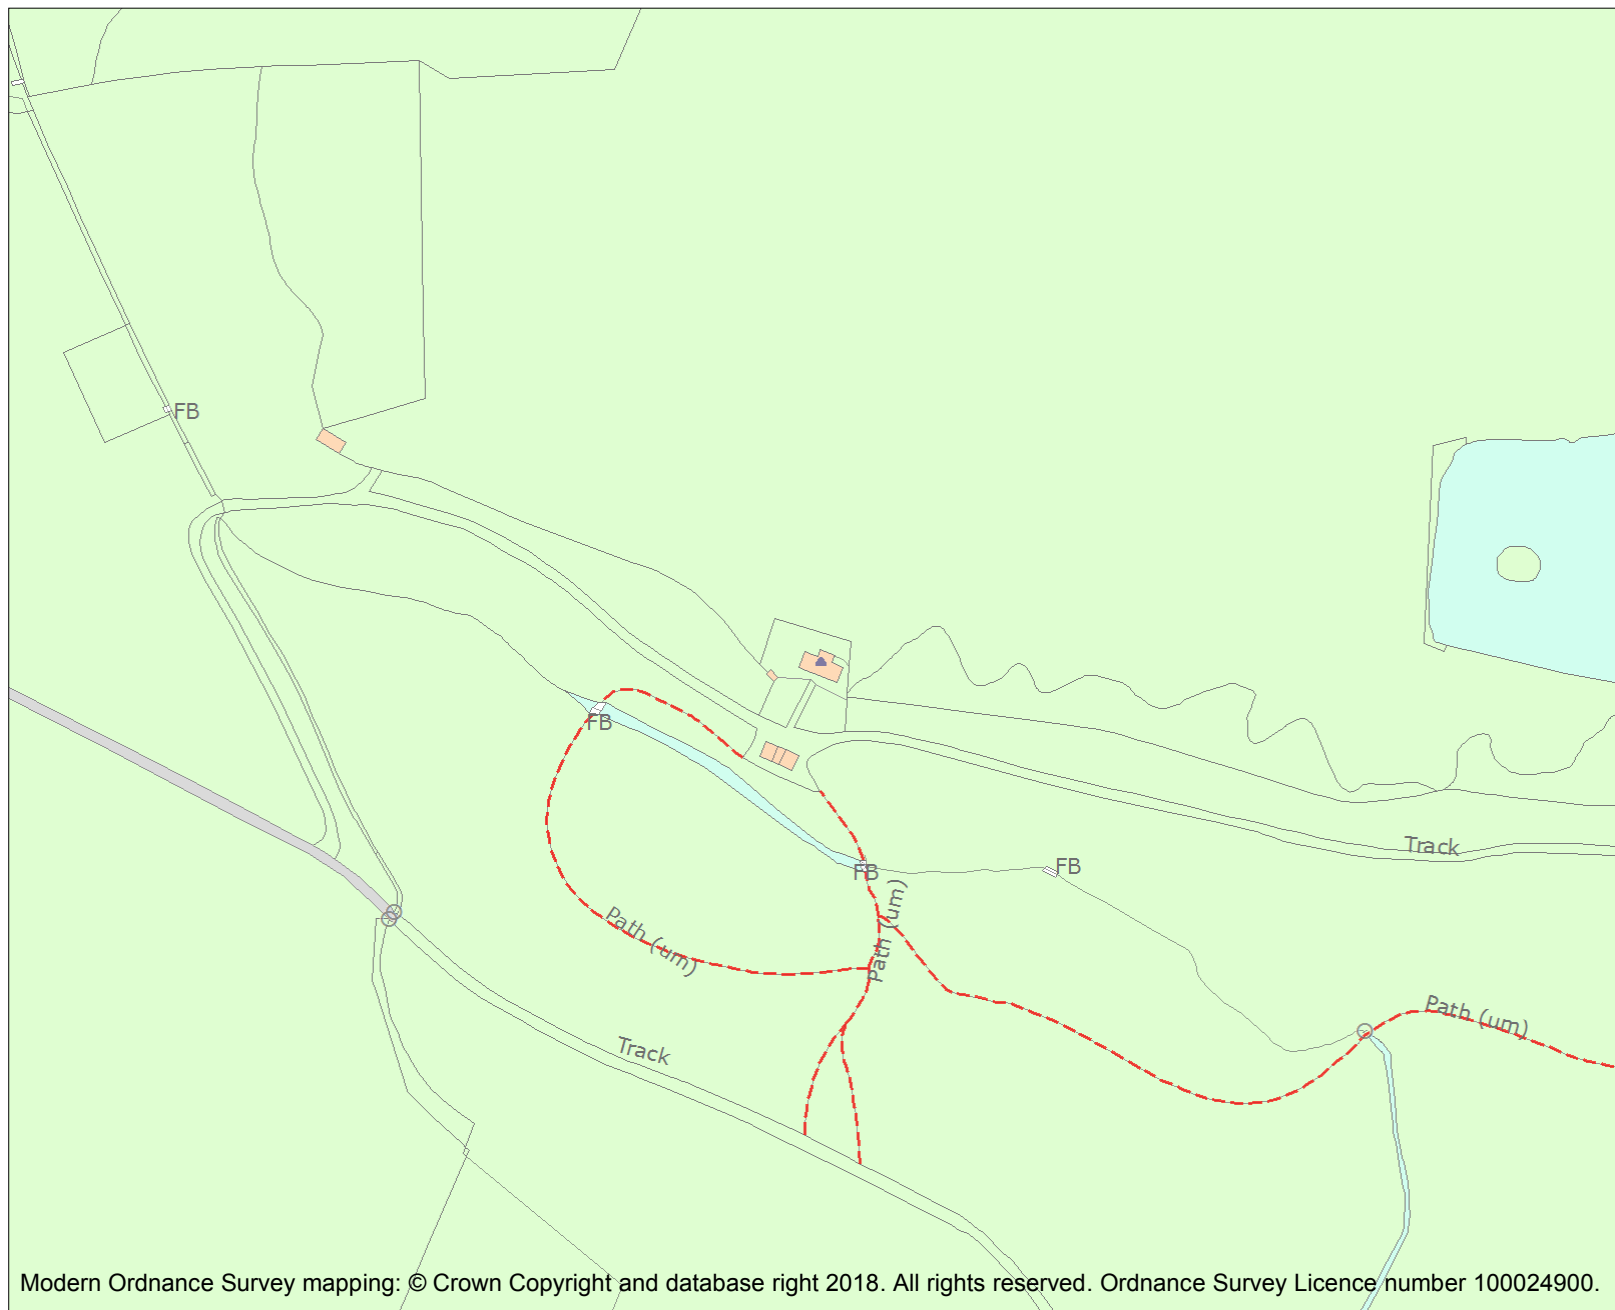 FB
FB
Track
FB
FB
Path (um)
Path (um)
Path (um)
Track
Modern Ordnance Survey mapping: © Crown Copyright and database right 2018. All rights reserved. Ordnance Survey Licence number 100024900.